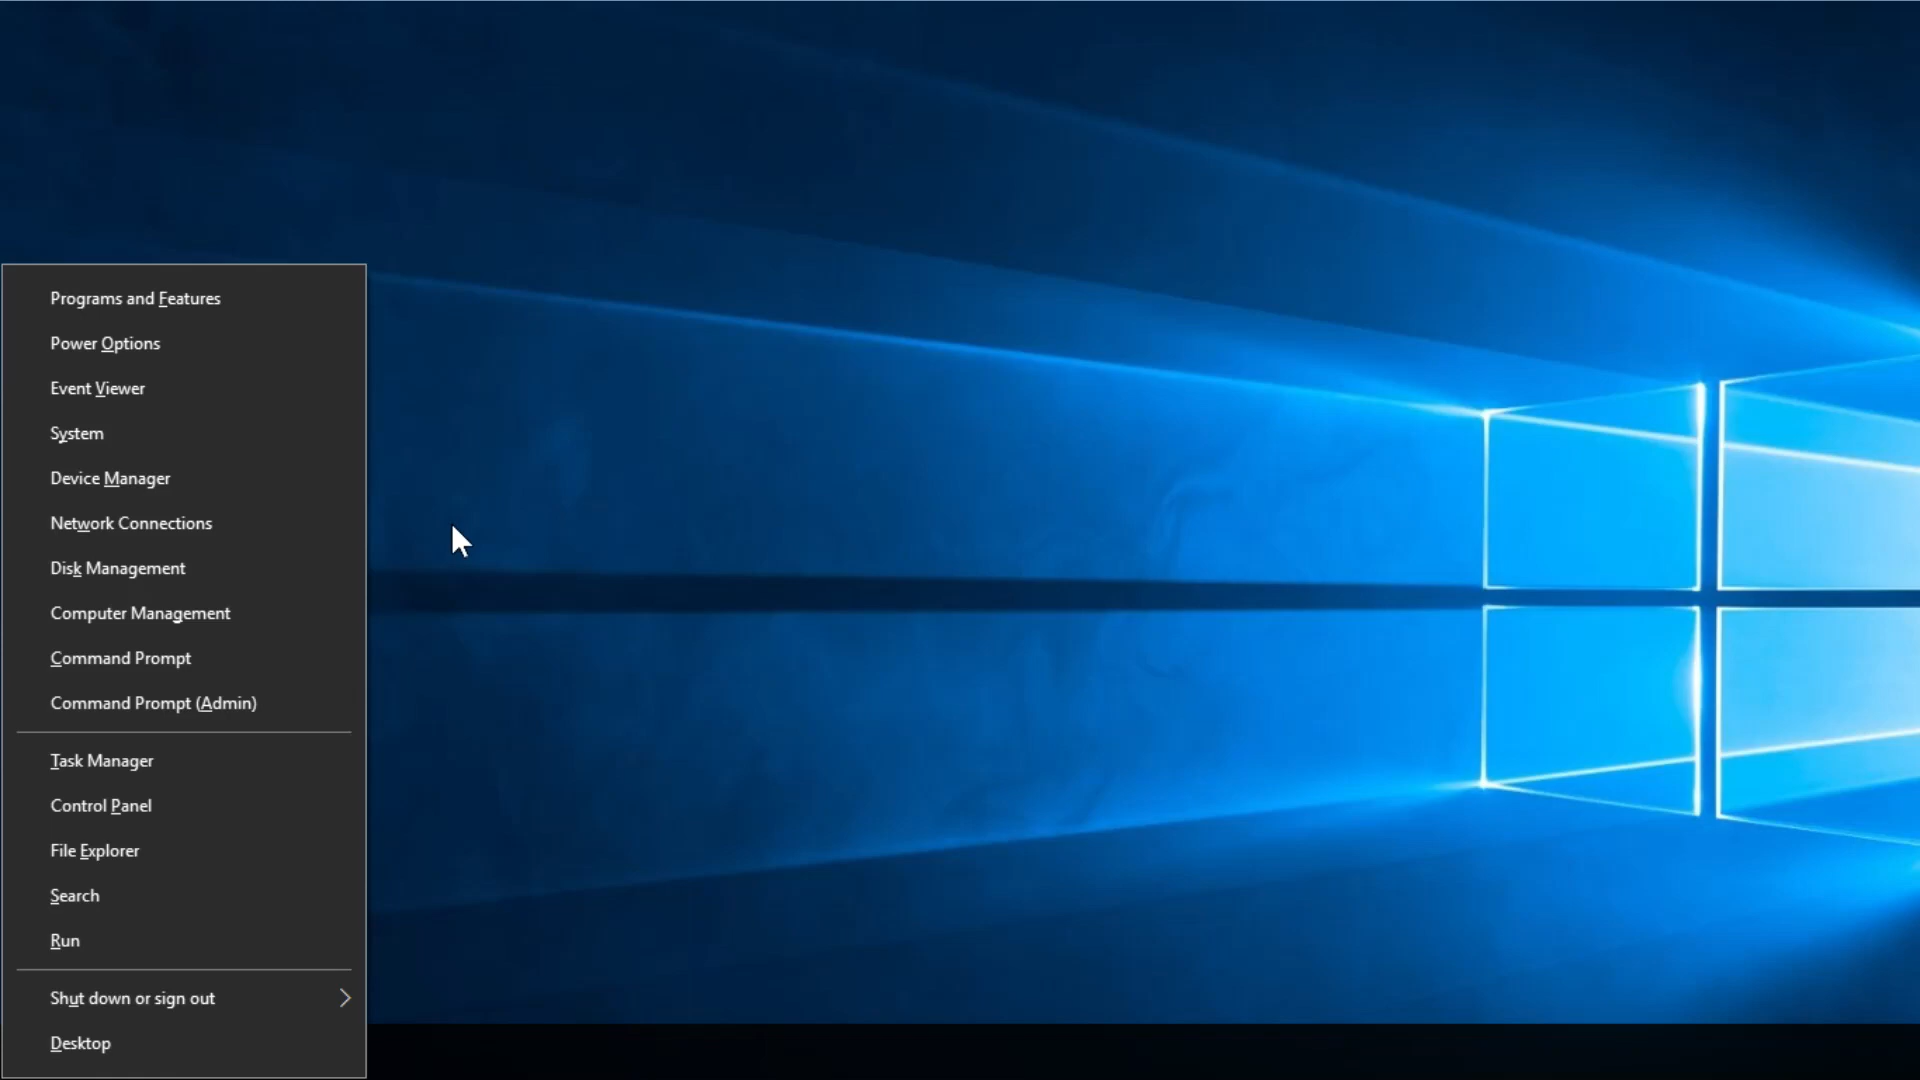 Programs and Features
Power Options
Event Viewer
System
Device Manager
Network Connections
Disk Management
Computer Management
Command Prompt
Command Prompt (Admin)
Task Manager
Control Panel
File Explorer
Search
Run
Shut down or sign out
Desktop